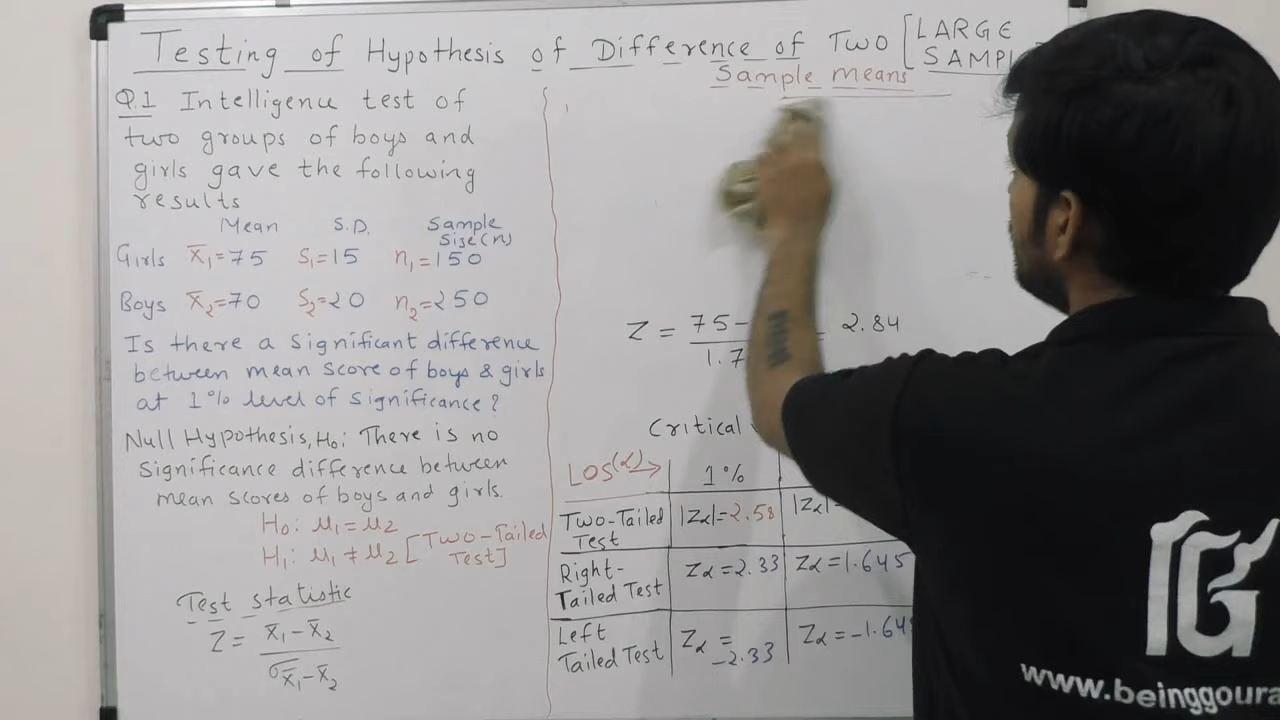 Testing of Hypothesis of Difference of Two [LARGE
Sample means
Q.1 Intelligence test of
two groups of boys and
girls gave the following
results
Mean S.D. Sample
Size(n)
Girls x̄₁=75 S₁=15 n₁=150
Boys x̄₂=70 S₂=20 n₂=250
Is there a significant difference
between mean score of boys & girls
at 1% level of significance?
Null Hypothesis, H₀: There is no
significance difference between
mean scores of boys and girls.
H₀: μ₁=μ₂
H₁: μ₁≠μ₂ [Two-Tailed
Test]
Test statistic
Z = x̄₁-x̄₂
σx̄₁-x̄₂
Z = 75- = 2.84
1.7
Critical
LOS(α)→ 1%
Two-Tailed Test |Zα|=2.58 |Zα|=
Right-Tailed Test Zα=2.33 Zα=1.645
Left Tailed Test Zα=-2.33 Zα=-1.64
www.beinggoura